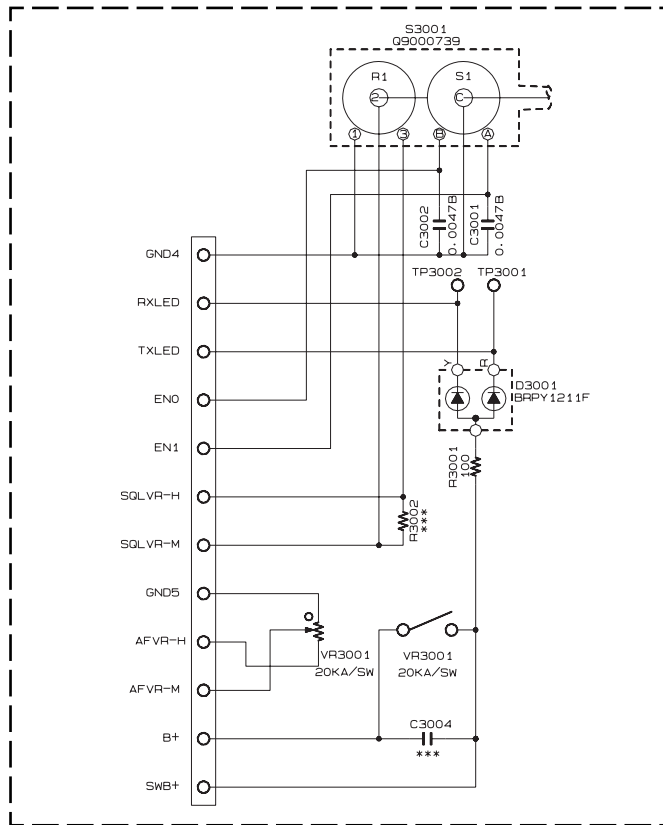 S3001
Q9000739
R1
S1
2
C
1
3
B
A
C3002
0.0047B
C3001
0.0047B
GND4
TP3002
TP3001
RXLED
TXLED
Y
R
D3001
BRPY1211F
EN0
EN1
R3001
100
SQLVR-H
R3002
***
SQLVR-M
GND5
AFVR-H
VR3001
20KA/SW
VR3001
20KA/SW
AFVR-M
B+
C3004
***
SWB+